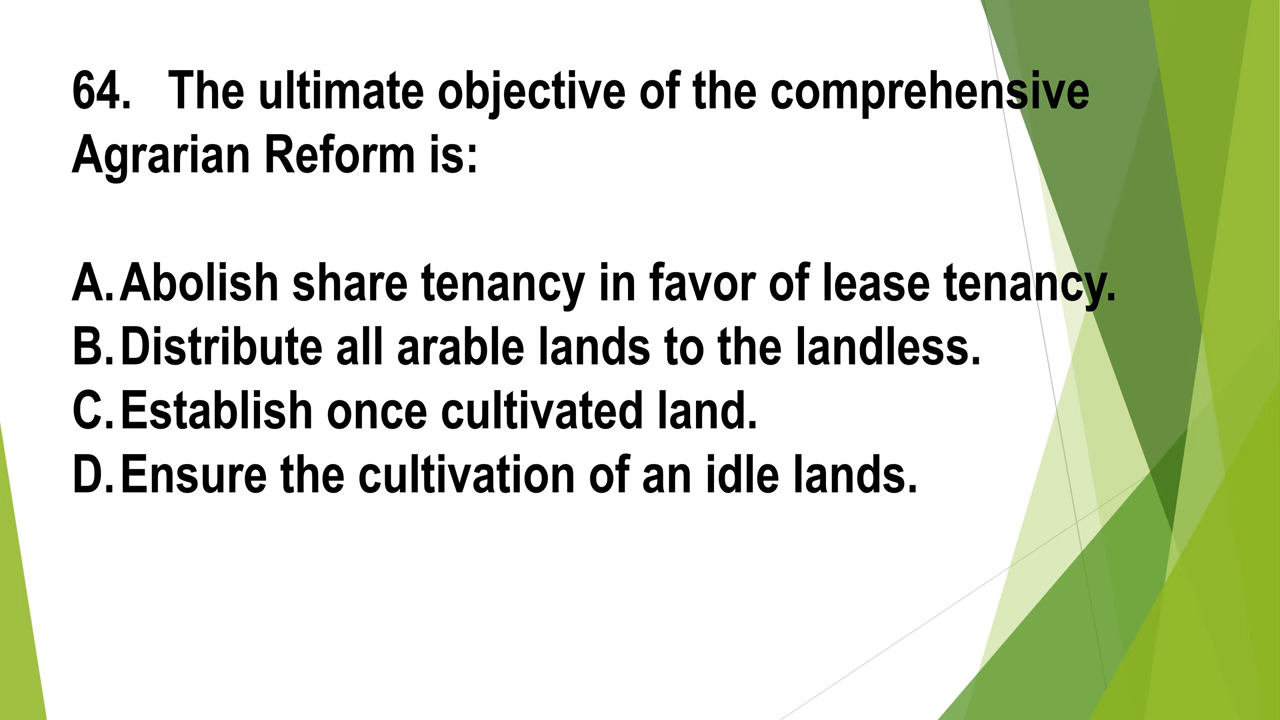 64. The ultimate objective of the comprehensive
Agrarian Reform is:
A. Abolish share tenancy in favor of lease tenancy.
B. Distribute all arable lands to the landless.
C. Establish once cultivated land.
D. Ensure the cultivation of an idle lands.